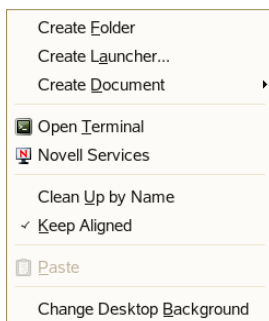 Create Folder
Create Launcher...
Create Document
Open Terminal
Novell Services
Clean Up by Name
Keep Aligned
Paste
Change Desktop Background